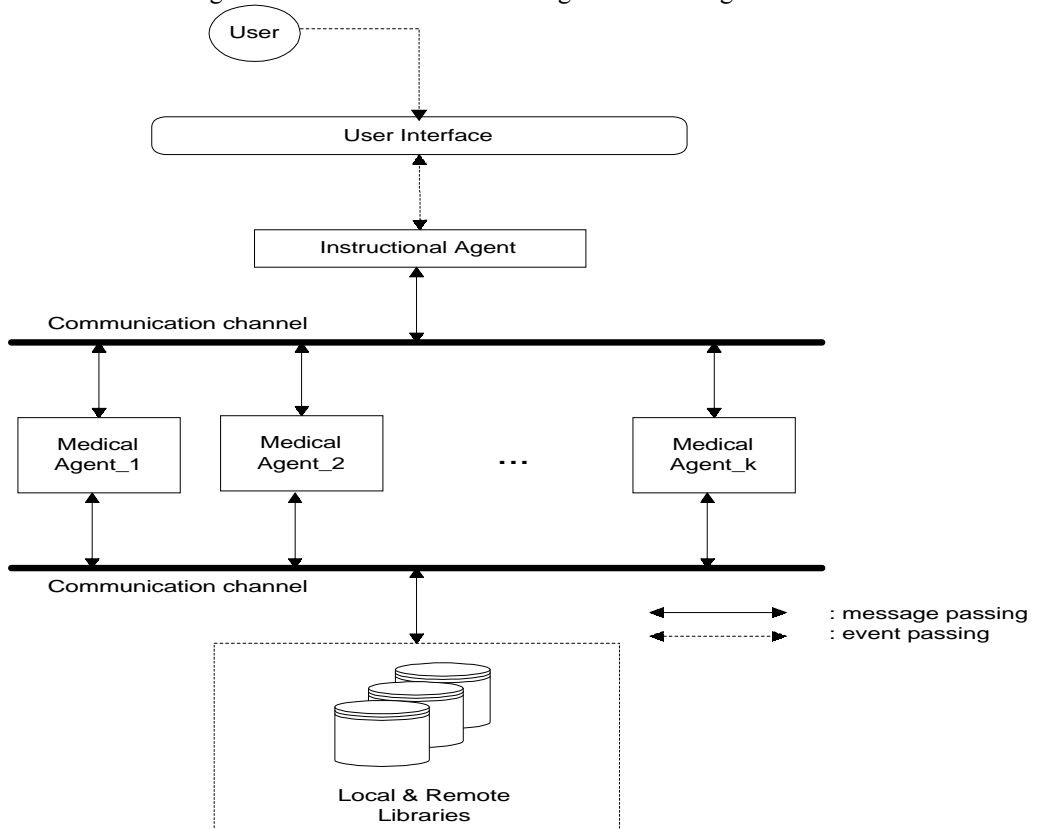 User
User Interface
Instructional Agent
Communication channel
Medical
Agent_1
Medical
Agent_2
...
Medical
Agent_k
Communication channel
: message passing
: event passing
Local & Remote
Libraries